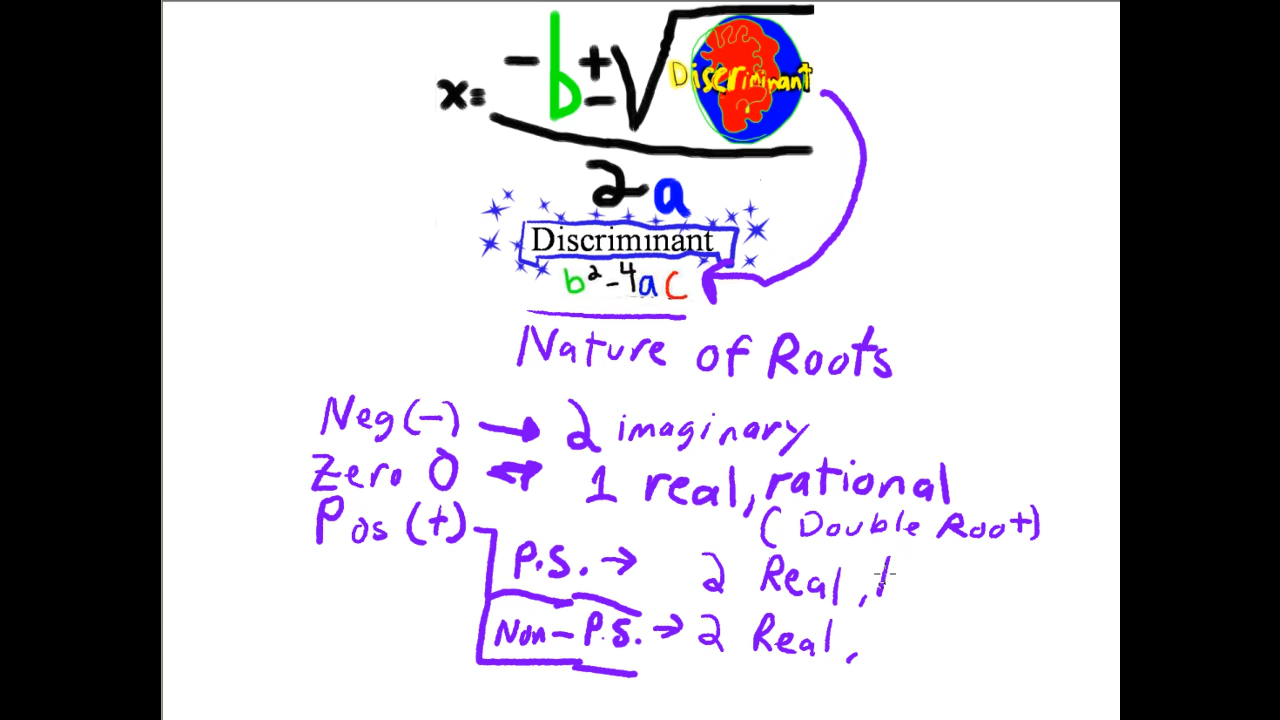 x= -b±√Discriminant
2a
Discriminant
b²-4ac
Nature of Roots
Neg(-) → 2 imaginary
Zero 0 → 1 real, rational
(Double Root)
Pos (+)
P.S. → 2 Real,
Non-P.S. → 2 Real,